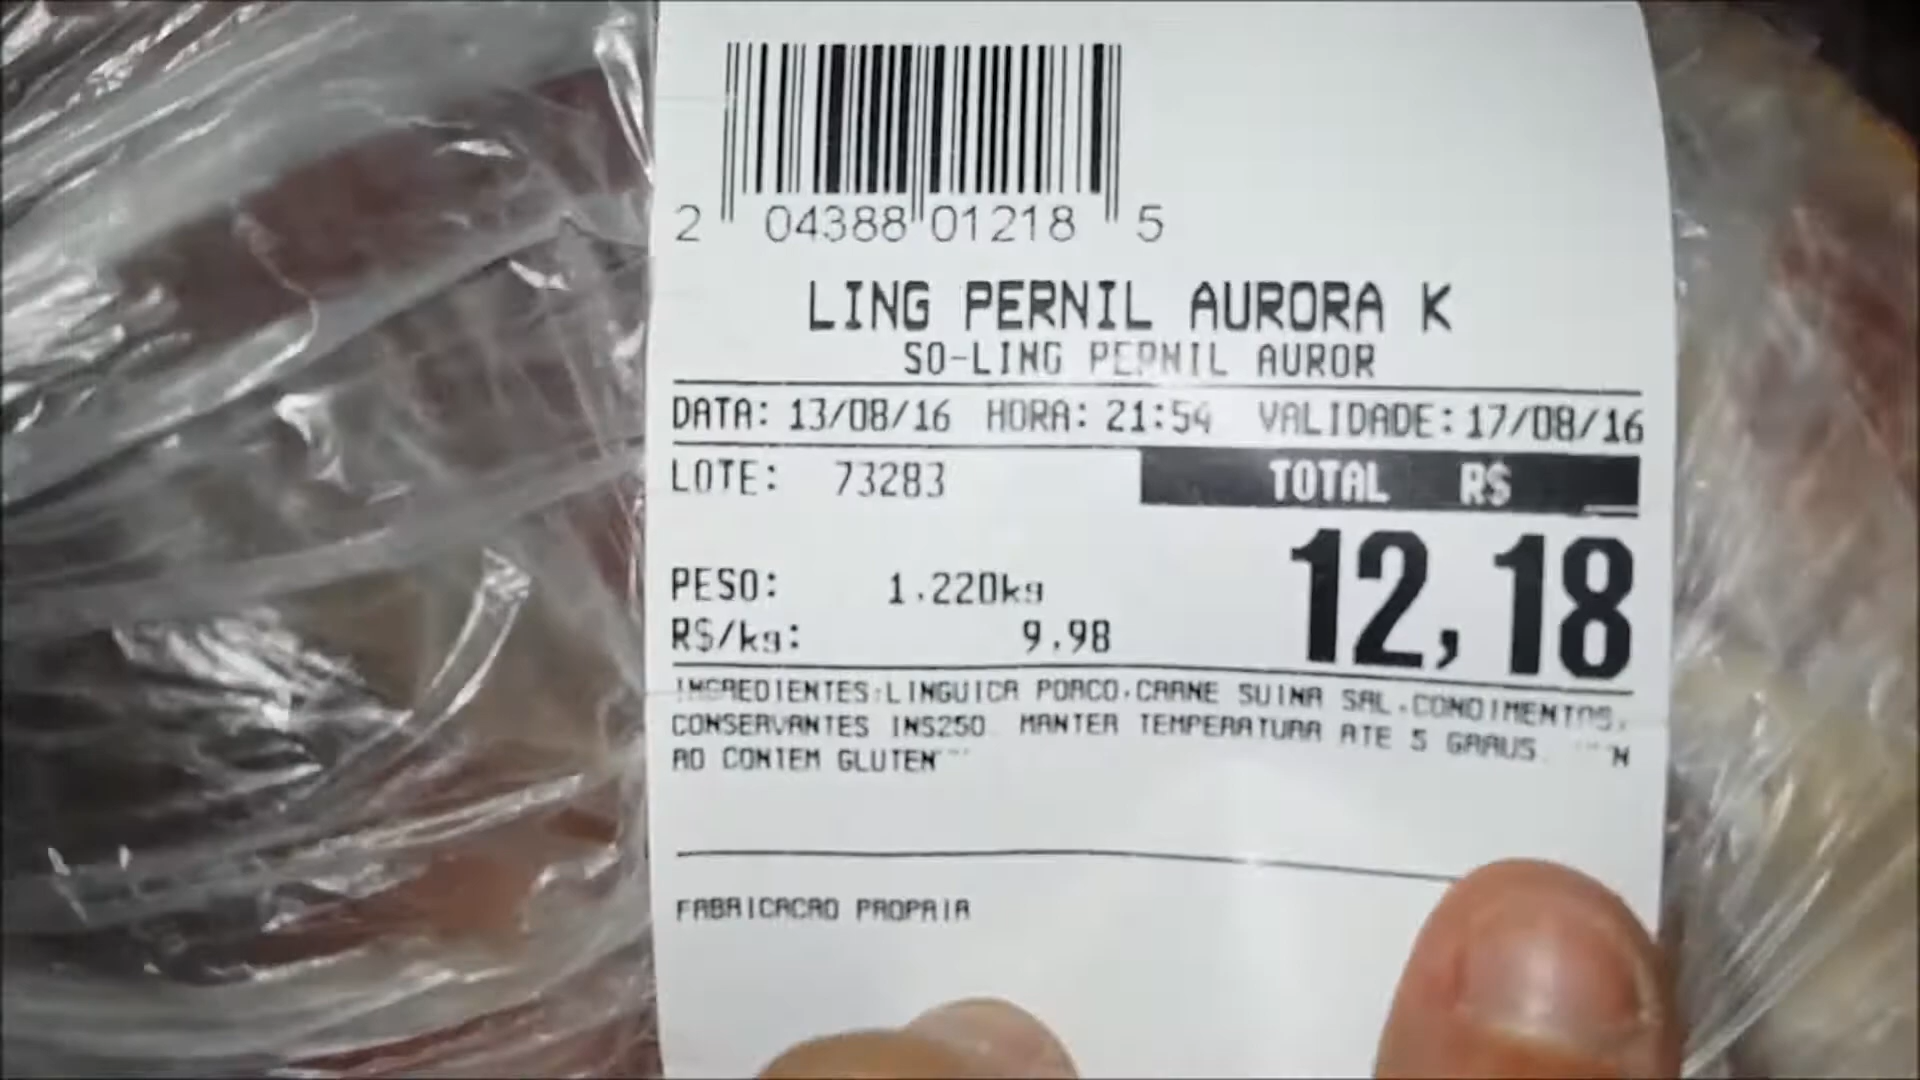 2 04388 01218 5
LING PERNIL AURORA K
SO-LING PERNIL AUROR
DATA: 13/08/16 HORA: 21:54 VALIDADE: 17/08/16
LOTE: 73283 TOTAL R$
12,18
PESO: 1.220kg
R$/kg: 9.98
INGREDIENTES:LINGUICA PORCO,CARNE SUINA SAL,CONDIMENTOS,
CONSERVANTES INS250 MANTER TEMPERATURA ATE 5 GRAUS. ***N
AO CONTEM GLUTEN***
FABRICACAO PROPRIA